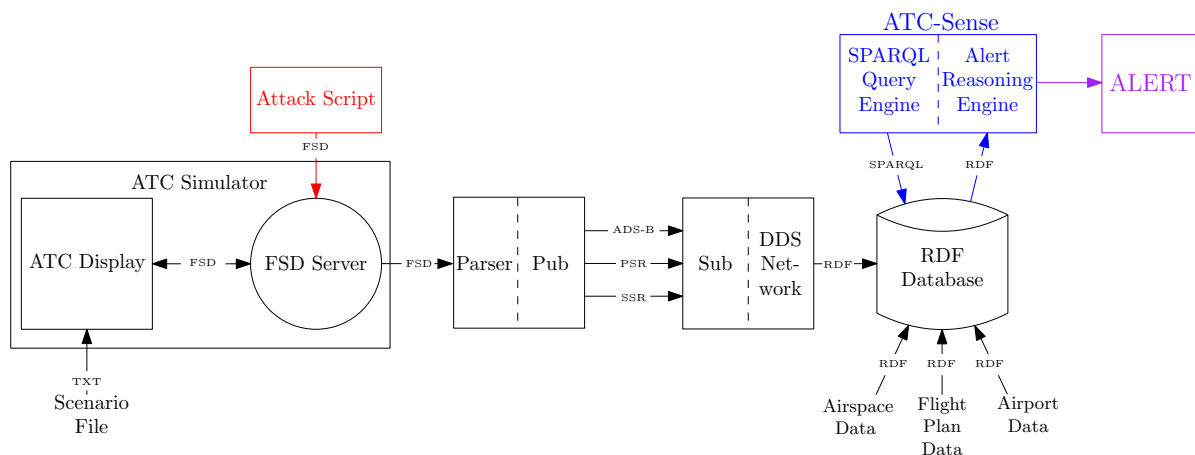 ATC-Sense
SPARQL
Query
Engine
Alert
Reasoning
Engine
ALERT
Attack Script
FSD
SPARQL
RDF
ATC Simulator
ATC Display
FSD
FSD Server
FSD
Parser
Pub
ADS-B
PSR
SSR
Sub
DDS
Net-
work
RDF
RDF
Database
TXT
Scenario
File
RDF
RDF
RDF
Airspace
Data
Flight
Plan
Data
Airport
Data